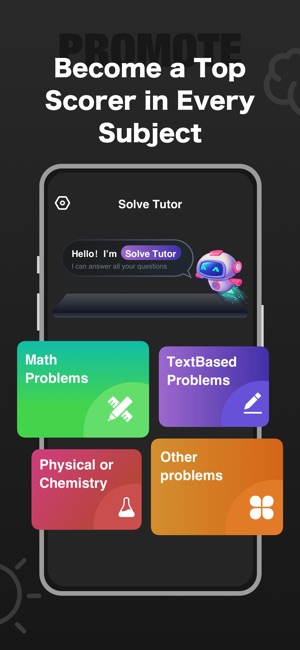 PROMOTE
Become a Top
Scorer in Every
Subject
Solve Tutor
Hello! I'm Solve Tutor
I can answer all your questions
Math
Problems
TextBased
Problems
Physical or
Chemistry
Other
problems